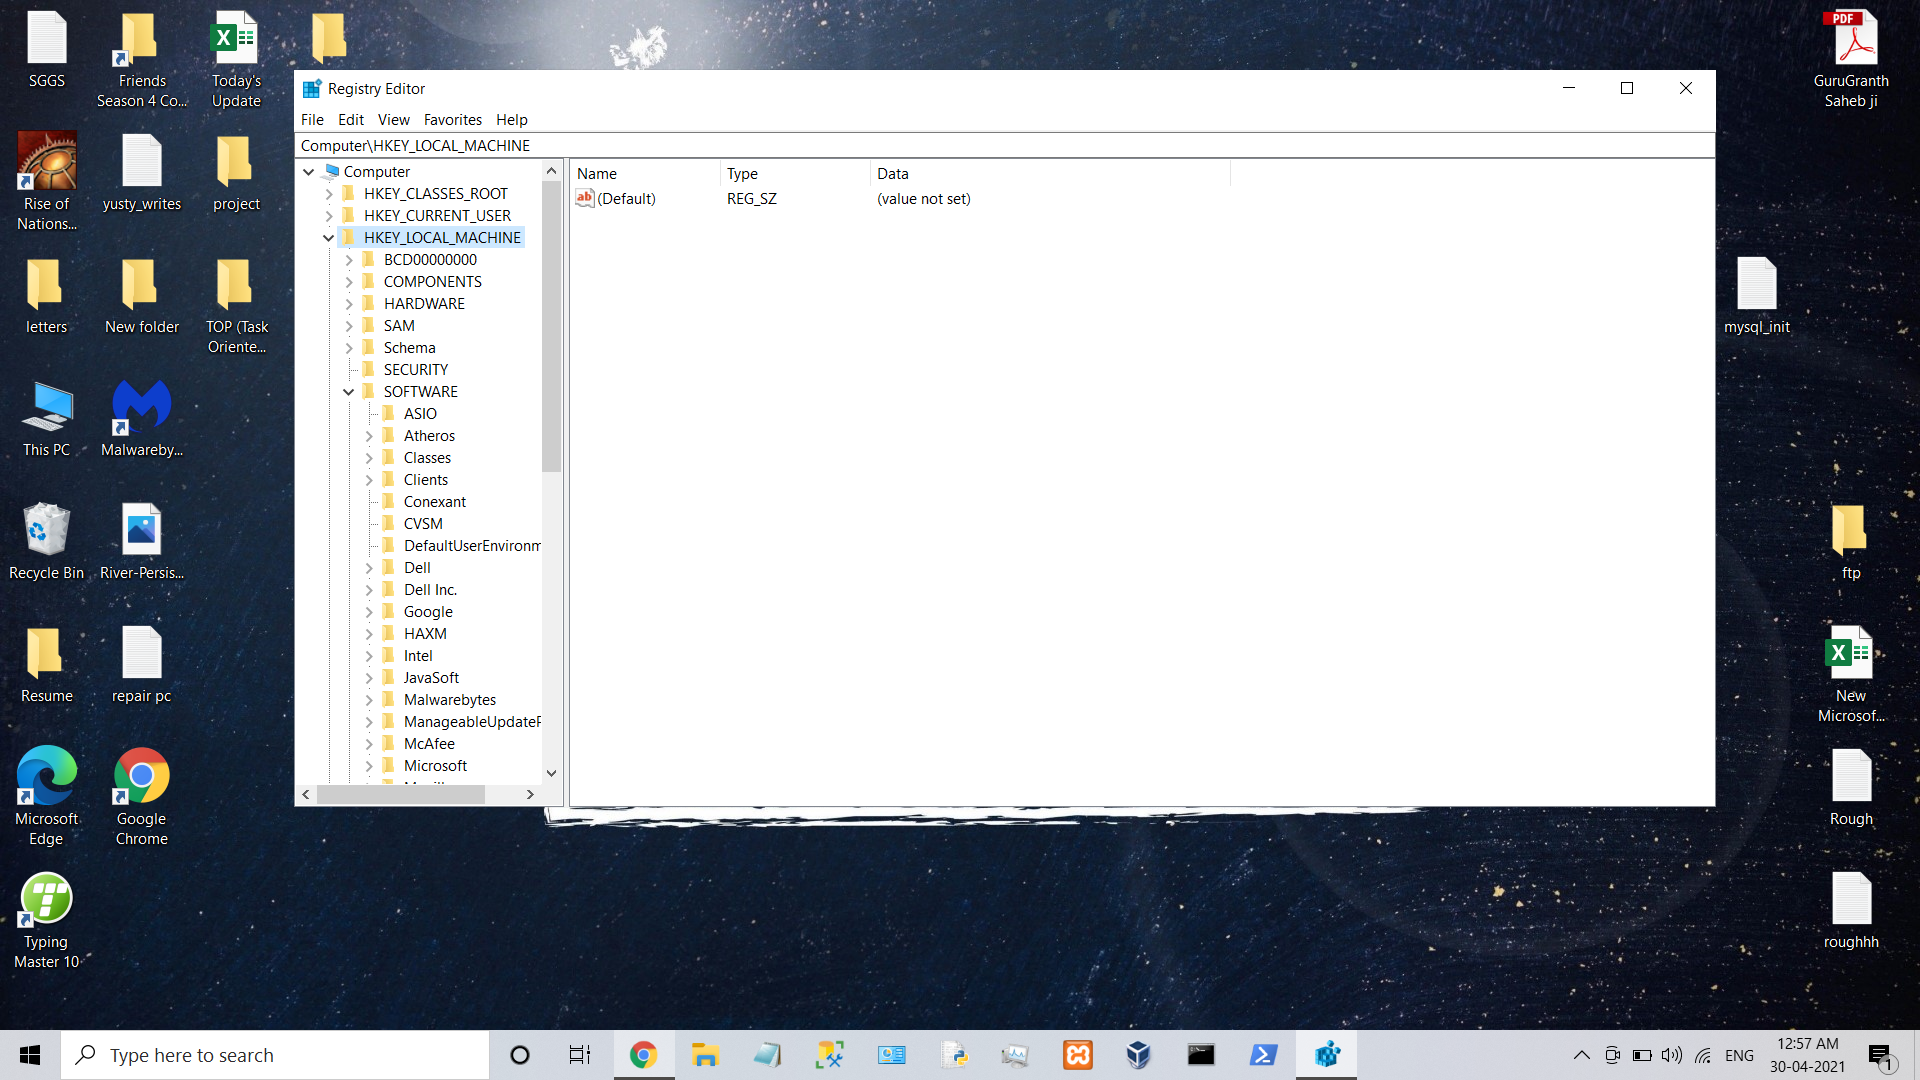 SGGS
Friends
Season 4 Co...
Today's
Update
PDF
GuruGranth
Saheb ji
Registry Editor
File Edit View Favorites Help
Computer\HKEY_LOCAL_MACHINE
Computer
HKEY_CLASSES_ROOT
HKEY_CURRENT_USER
HKEY_LOCAL_MACHINE
BCD00000000
COMPONENTS
HARDWARE
SAM
Schema
SECURITY
SOFTWARE
ASIO
Atheros
Classes
Clients
Conexant
CVSM
DefaultUserEnvironm
Dell
Dell Inc.
Google
HAXM
Intel
JavaSoft
Malwarebytes
ManageableUpdateP
McAfee
Microsoft
Name Type Data
ab (Default) REG_SZ (value not set)
Rise of
Nations...
yusty_writes
project
letters
New folder
TOP (Task
Oriente...
mysql_init
This PC
Malwareby...
Recycle Bin
River-Persis...
ftp
Resume
repair pc
New
Microsof...
Microsoft
Edge
Google
Chrome
Rough
Typing
Master 10
roughhh
Type here to search
ENG
12:57 AM
30-04-2021
1